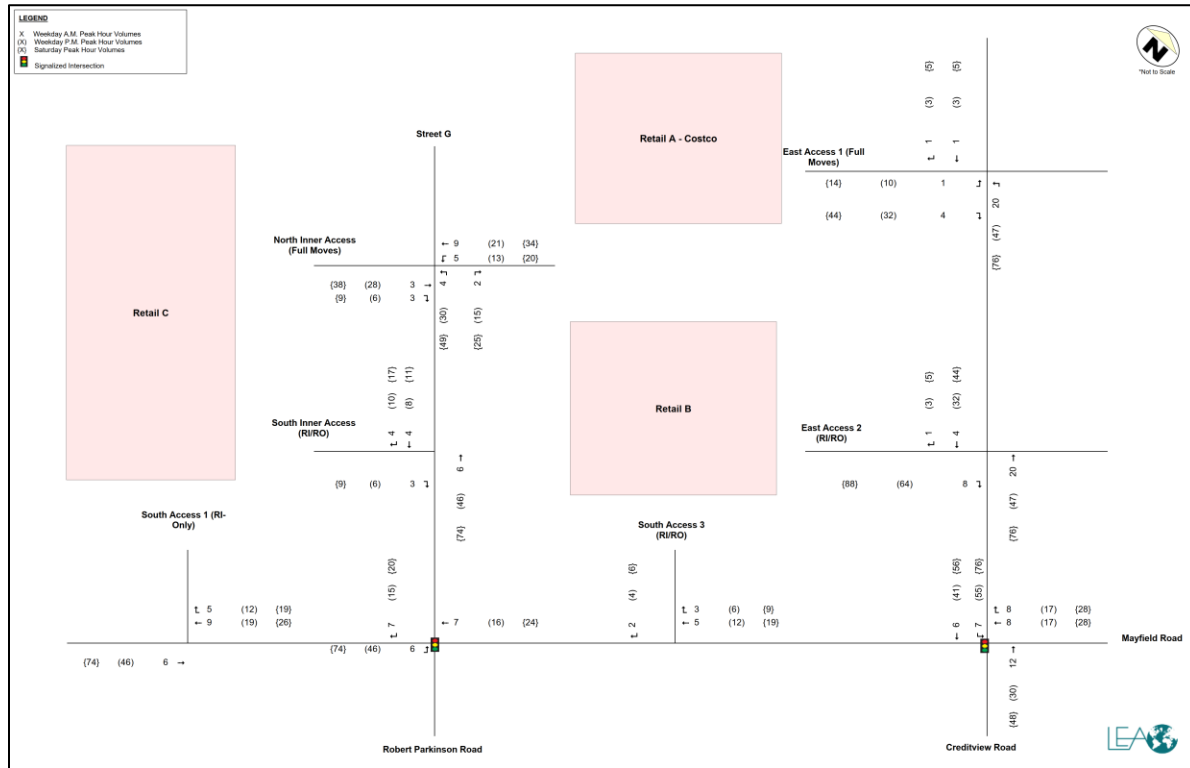 LEGEND
X Weekday A.M. Peak Hour Volumes
(X) Weekday P.M. Peak Hour Volumes
{X} Saturday Peak Hour Volumes
Signalized Intersection
N
*Not to Scale
Street G
Retail A - Costco
East Access 1 (Full
Moves)
1 (3) {5}
1 (3) {5}
{14} (10) 1
{44} (32) 4
20 (47) {76}
North Inner Access
(Full Moves)
9 (21) {34}
5 (13) {20}
{38} (28) 3
{9} (6) 3
4 (30) {49}
2 (15) {25}
Retail C
Retail B
4 (10) {17}
4 (8) {11}
South Inner Access
(RI/RO)
{9} (6) 3
6 (46) {74}
East Access 2
(RI/RO)
1 (3) {5}
4 (32) {44}
{88} (64) 8
20 (47) {76}
South Access 1 (RI-
Only)
5 (12) {19}
9 (19) {26}
{74} (46) 6
7 (15) {20}
{74} (46) 6
7 (16) {24}
South Access 3
(RI/RO)
2 (4) {6}
3 (6) {9}
5 (12) {19}
6 (41) {56}
7 (55) {76}
8 (17) {28}
8 (17) {28}
12 (30) {48}
Mayfield Road
Robert Parkinson Road
Creditview Road
LEA